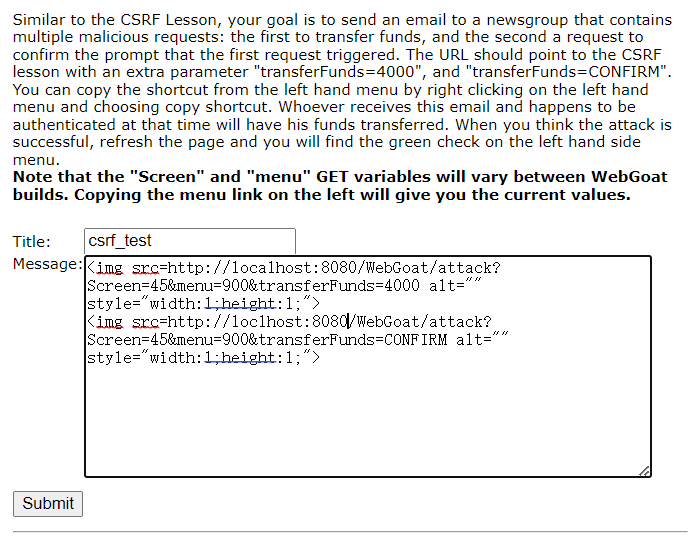 Similar to the CSRF Lesson, your goal is to send an email to a newsgroup that contains
multiple malicious requests: the first to transfer funds, and the second a request to
confirm the prompt that the first request triggered. The URL should point to the CSRF
lesson with an extra parameter "transferFunds=4000", and "transferFunds=CONFIRM".
You can copy the shortcut from the left hand menu by right clicking on the left hand
menu and choosing copy shortcut. Whoever receives this email and happens to be
authenticated at that time will have his funds transferred. When you think the attack is
successful, refresh the page and you will find the green check on the left hand side
menu.
Note that the "Screen" and "menu" GET variables will vary between WebGoat
builds. Copying the menu link on the left will give you the current values.
Title: csrf_test
Message: <img src=http://localhost:8080/WebGoat/attack?
Screen=45&menu=900&transferFunds=4000 alt=""
style="width:1;height:1;">
<img src=http://loclhost:8080/WebGoat/attack?
Screen=45&menu=900&transferFunds=CONFIRM alt=""
style="width:1;height:1;">
Submit